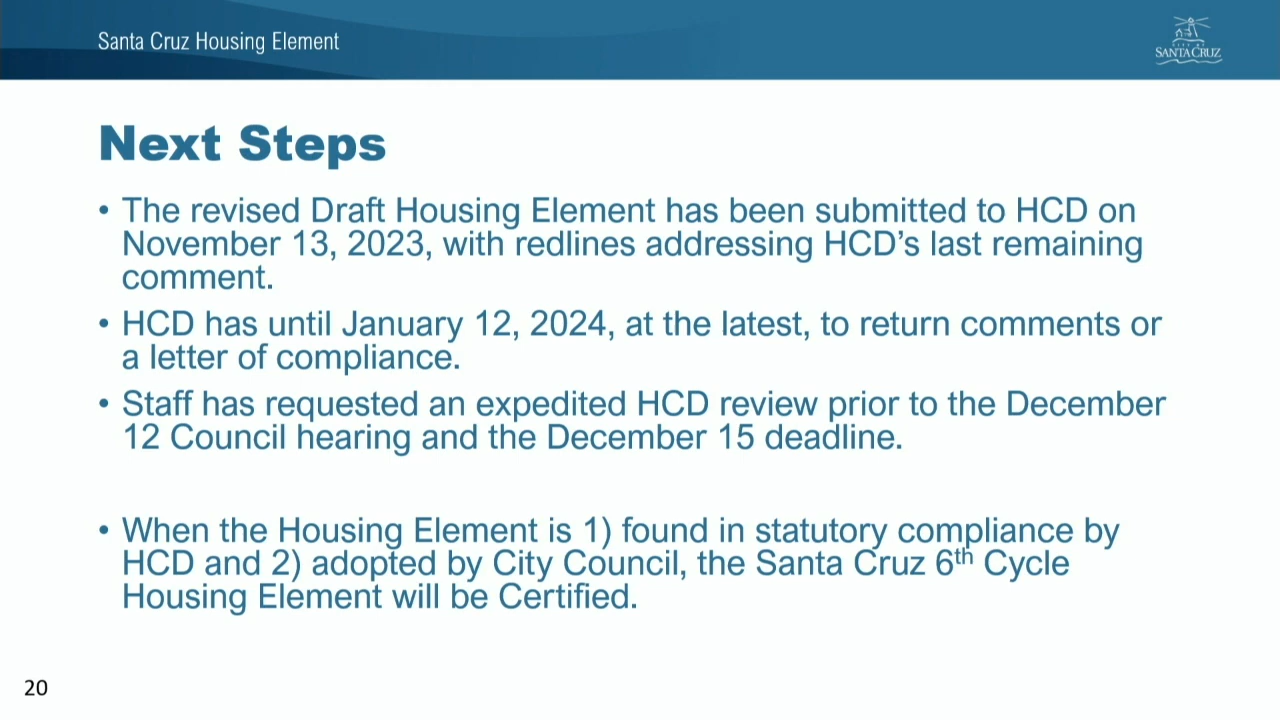 Santa Cruz Housing Element
CITY OF
SANTA CRUZ
Next Steps
• The revised Draft Housing Element has been submitted to HCD on
November 13, 2023, with redlines addressing HCD’s last remaining
comment.
• HCD has until January 12, 2024, at the latest, to return comments or
a letter of compliance.
• Staff has requested an expedited HCD review prior to the December
12 Council hearing and the December 15 deadline.
• When the Housing Element is 1) found in statutory compliance by
HCD and 2) adopted by City Council, the Santa Cruz 6th Cycle
Housing Element will be Certified.
20